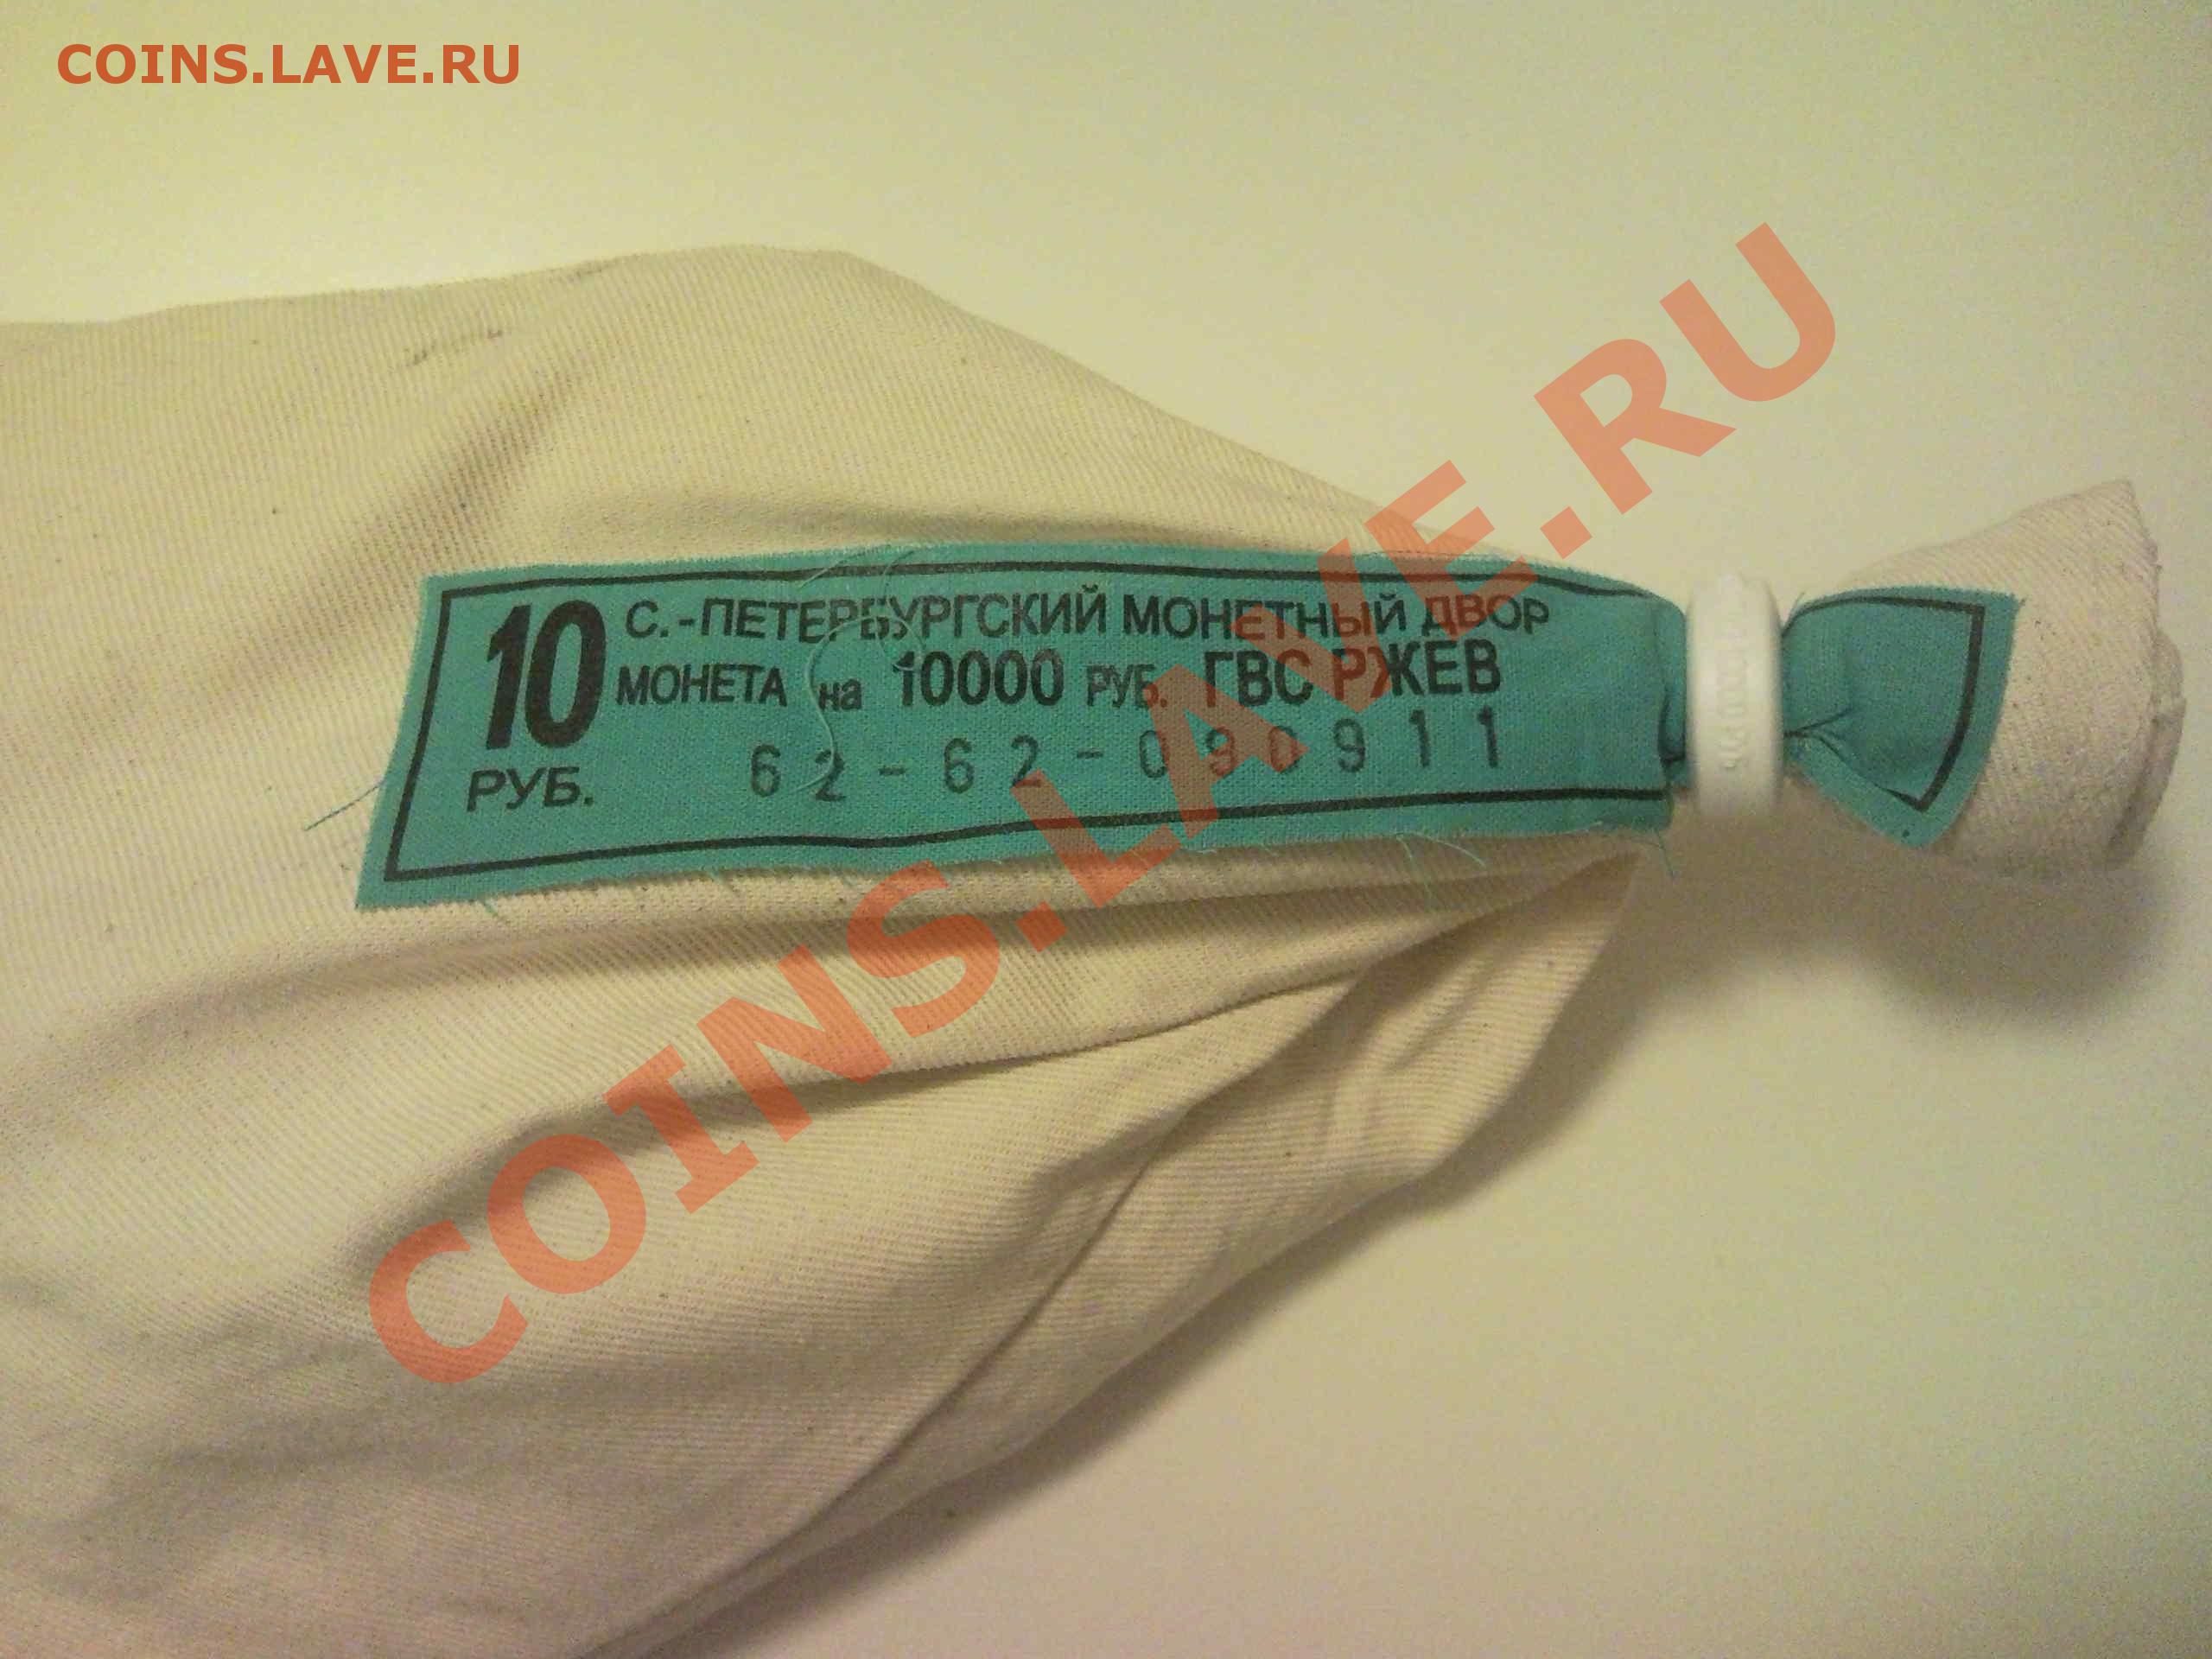 COINS.LAVE.RU
10 РУБ.
С.-ПЕТЕРБУРГСКИЙ МОНЕТНЫЙ ДВОР
МОНЕТА на 10000 РУБ. ГВС РЖЕВ
62-62-090911
COINS.LAVE.RU